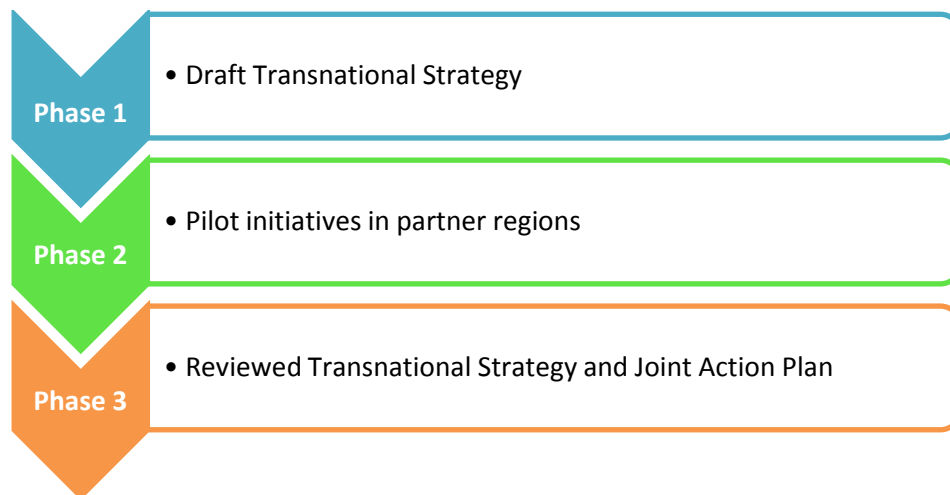 Phase 1
• Draft Transnational Strategy
Phase 2
• Pilot initiatives in partner regions
Phase 3
• Reviewed Transnational Strategy and Joint Action Plan